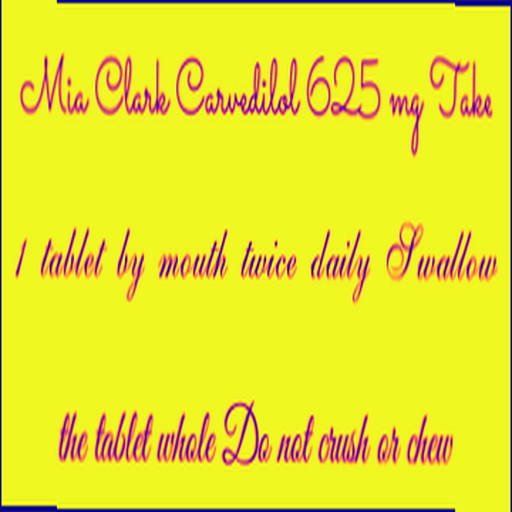 Mia Clark Carvedilol 625 mg Take
1 tablet by mouth twice daily Swallow
the tablet whole Do not crush or chew